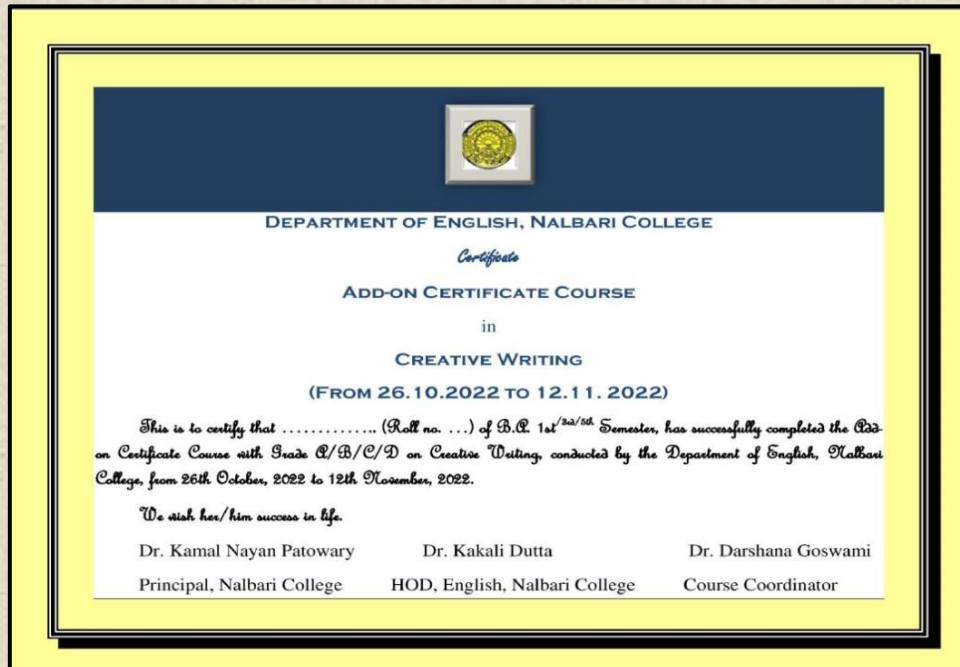 DEPARTMENT OF ENGLISH, NALBARI COLLEGE
Certificate
ADD-ON CERTIFICATE COURSE
in
CREATIVE WRITING
(FROM 26.10.2022 TO 12.11. 2022)
This is to certify that ………….. (Roll no. …) of B.A. 1st/3rd/5th Semester, has successfully completed the Add-
on Certificate Course with Grade A/B/C/D on Creative Writing, conducted by the Department of English, Nalbari
College, from 26th October, 2022 to 12th November, 2022.
We wish her/him success in life.
Dr. Kamal Nayan Patowary Dr. Kakali Dutta Dr. Darshana Goswami
Principal, Nalbari College HOD, English, Nalbari College Course Coordinator